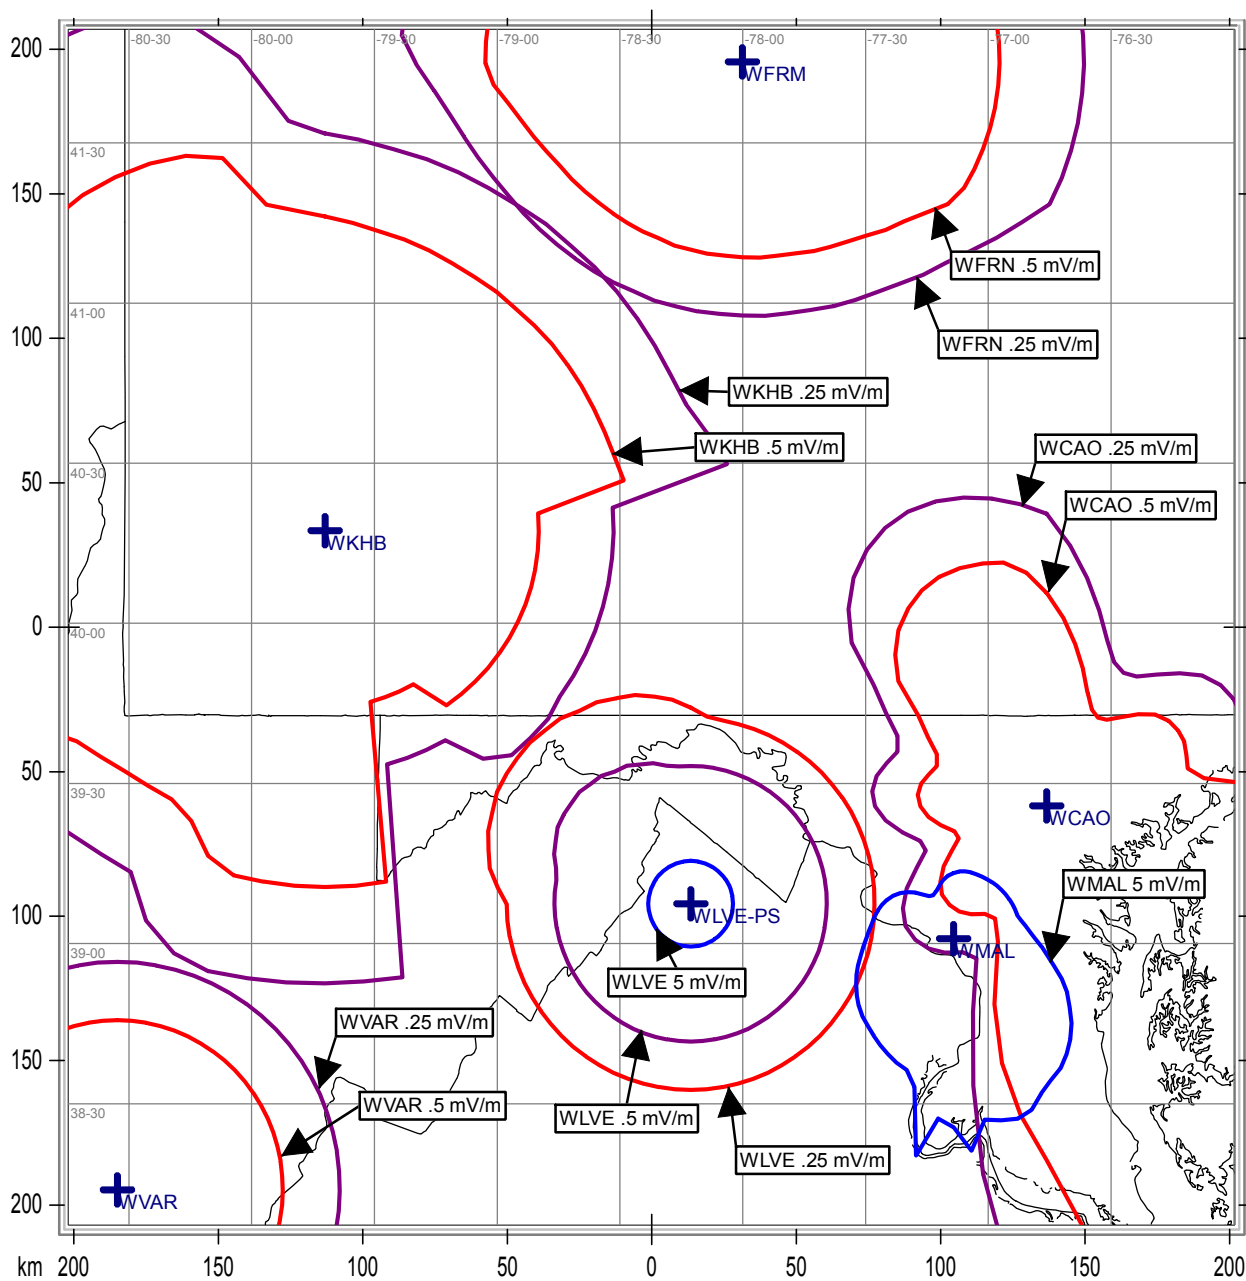 -80-30 -80-00 -79-30 -79-00 -78-30 -78-00 -77-30 -77-00 -76-30
200
WFRM
41-30
150
WFRN .5 mV/m
41-00
100
WFRN .25 mV/m
WKHB .25 mV/m
WKHB .5 mV/m
WCAO .25 mV/m
40-30
50
WCAO .5 mV/m
WKHB
0
40-00
50
39-30
WCAO
WMAL 5 mV/m
100
WLVE-PS
39-00
WMAL
WLVE 5 mV/m
WVAR .25 mV/m
150
WVAR .5 mV/m
38-30
WLVE .5 mV/m
WLVE .25 mV/m
200
WVAR
km 200 150 100 50 0 50 100 150 200